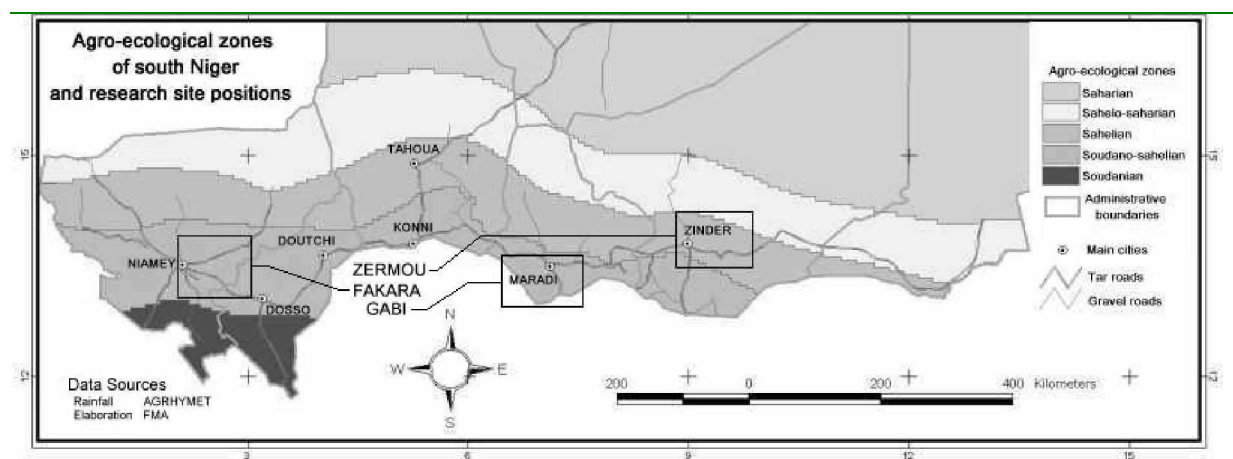 Agro-ecological zones
of south Niger
and research site positions
Agro-ecological zones
Saharian
Sahelo-saharian
Sahelian
Soudano-sahelian
Soudanian
Administrative
boundaries
Main cities
Tar roads
Gravel roads
TAHOUA
KONNI
DOUTCHI
NIAMEY
DOSSO
ZINDER
MARADI
ZERMOU
FAKARA
GABI
N
W E
S
Data Sources
Rainfall AGRHYMET
Elaboration FMA
200 0 200 400 Kilometers
15 15
12 12
3 6 9 12 15